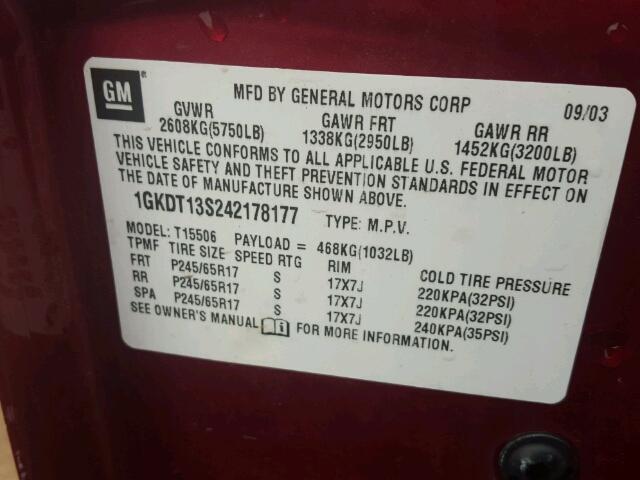 GM ®
MFD BY GENERAL MOTORS CORP 09/03
GVWR GAWR FRT GAWR RR
2608KG(5750LB) 1338KG(2950LB) 1452KG(3200LB)
THIS VEHICLE CONFORMS TO ALL APPLICABLE U.S. FEDERAL MOTOR
VEHICLE SAFETY AND THEFT PREVENTION STANDARDS IN EFFECT ON
THE DATE OF MANUFACTURE SHOWN ABOVE.
1GKDT13S242178177 TYPE: M.P.V.
MODEL: T15506 PAYLOAD = 468KG(1032LB)
TPMF TIRE SIZE SPEED RTG RIM COLD TIRE PRESSURE
FRT P245/65R17 S 17X7J 220KPA(32PSI)
RR P245/65R17 S 17X7J 220KPA(32PSI)
SPA P245/65R17 S 17X7J 240KPA(35PSI)
SEE OWNER'S MANUAL FOR MORE INFORMATION.